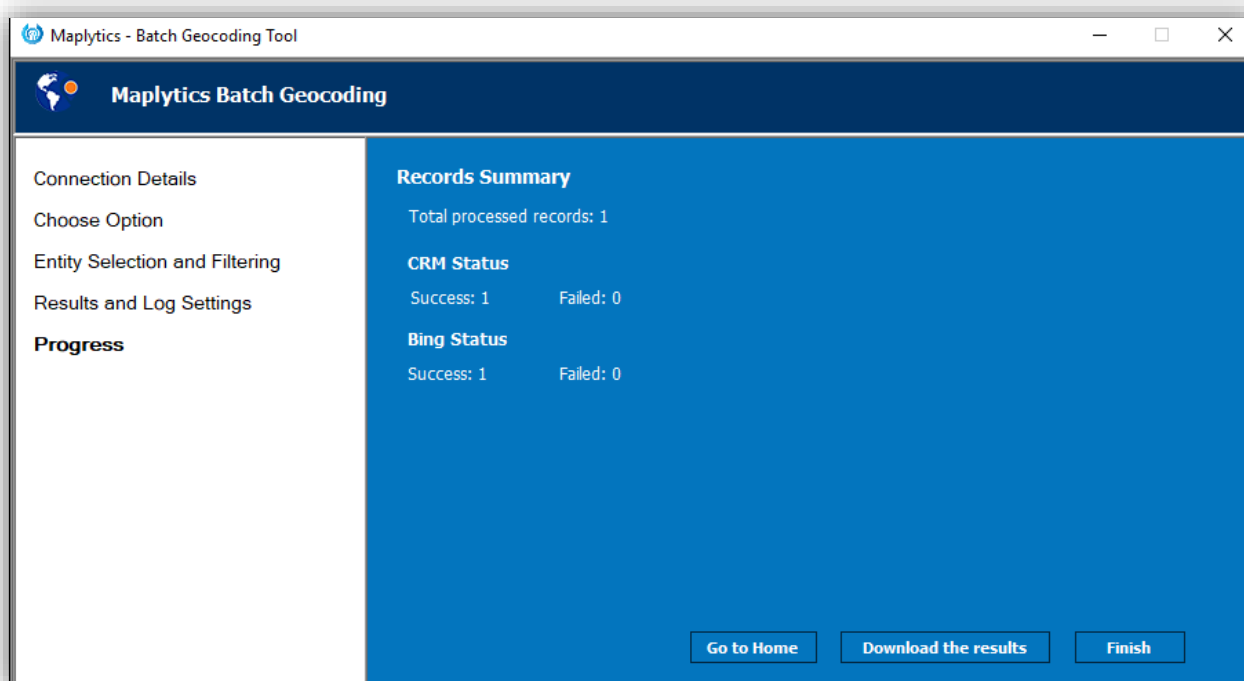 Maplytics - Batch Geocoding Tool
Maplytics Batch Geocoding
Connection Details
Choose Option
Entity Selection and Filtering
Results and Log Settings
Progress
Records Summary
Total processed records: 1
CRM Status
Success: 1 Failed: 0
Bing Status
Success: 1 Failed: 0
Go to Home Download the results Finish